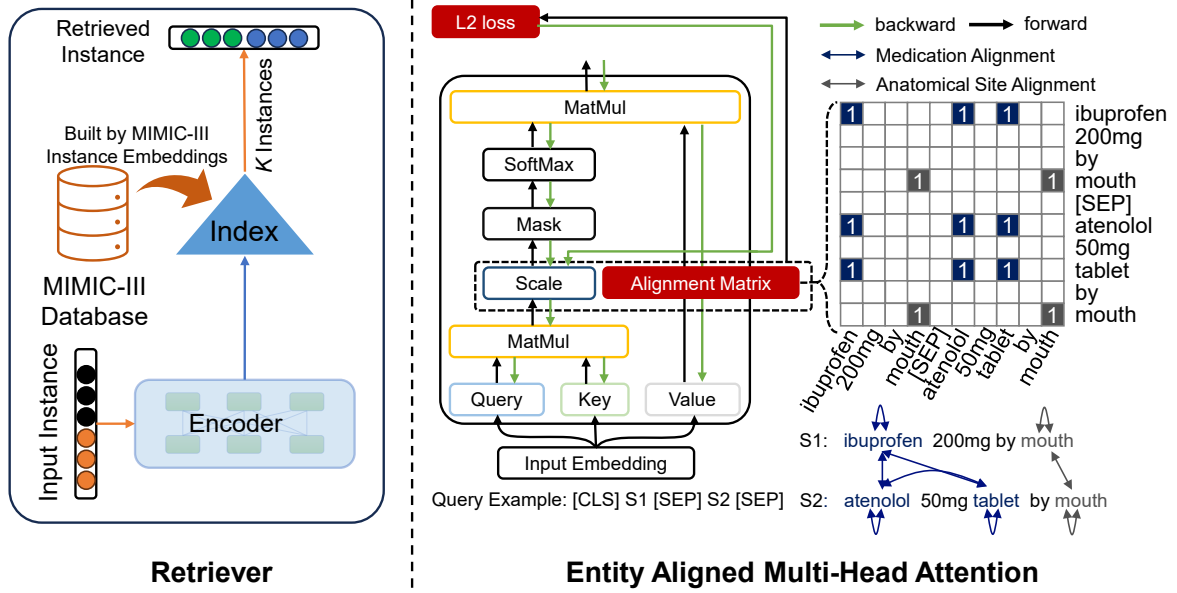 Retrieved
Instance
K Instances
Built by MIMIC-III
Instance Embeddings
Index
MIMIC-III
Database
Input Instance
Encoder
Retriever
L2 loss
backward
forward
Medication Alignment
Anatomical Site Alignment
MatMul
SoftMax
Mask
Scale
Alignment Matrix
MatMul
Query
Key
Value
Input Embedding
Query Example: [CLS] S1 [SEP] S2 [SEP]
1 1 1 ibuprofen
200mg
by
1 1 mouth
[SEP]
1 1 1 atenolol
50mg
1 1 1 tablet
by
1 1 mouth
ibuprofen
200mg
by
mouth
[SEP]
atenolol
50mg
tablet
by
mouth
S1: ibuprofen 200mg by mouth
S2: atenolol 50mg tablet by mouth
Entity Aligned Multi-Head Attention